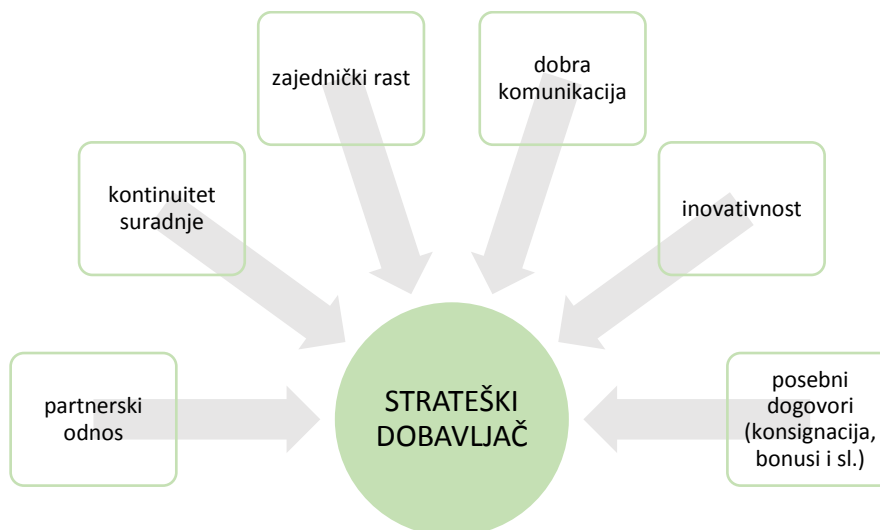 zajednički rast
dobra
komunikacija
kontinuitet
suradnje
inovativnost
partnerski
odnos
STRATEŠKI
DOBAVLJAČ
posebni
dogovori
(konsignacija,
bonusi i sl.)